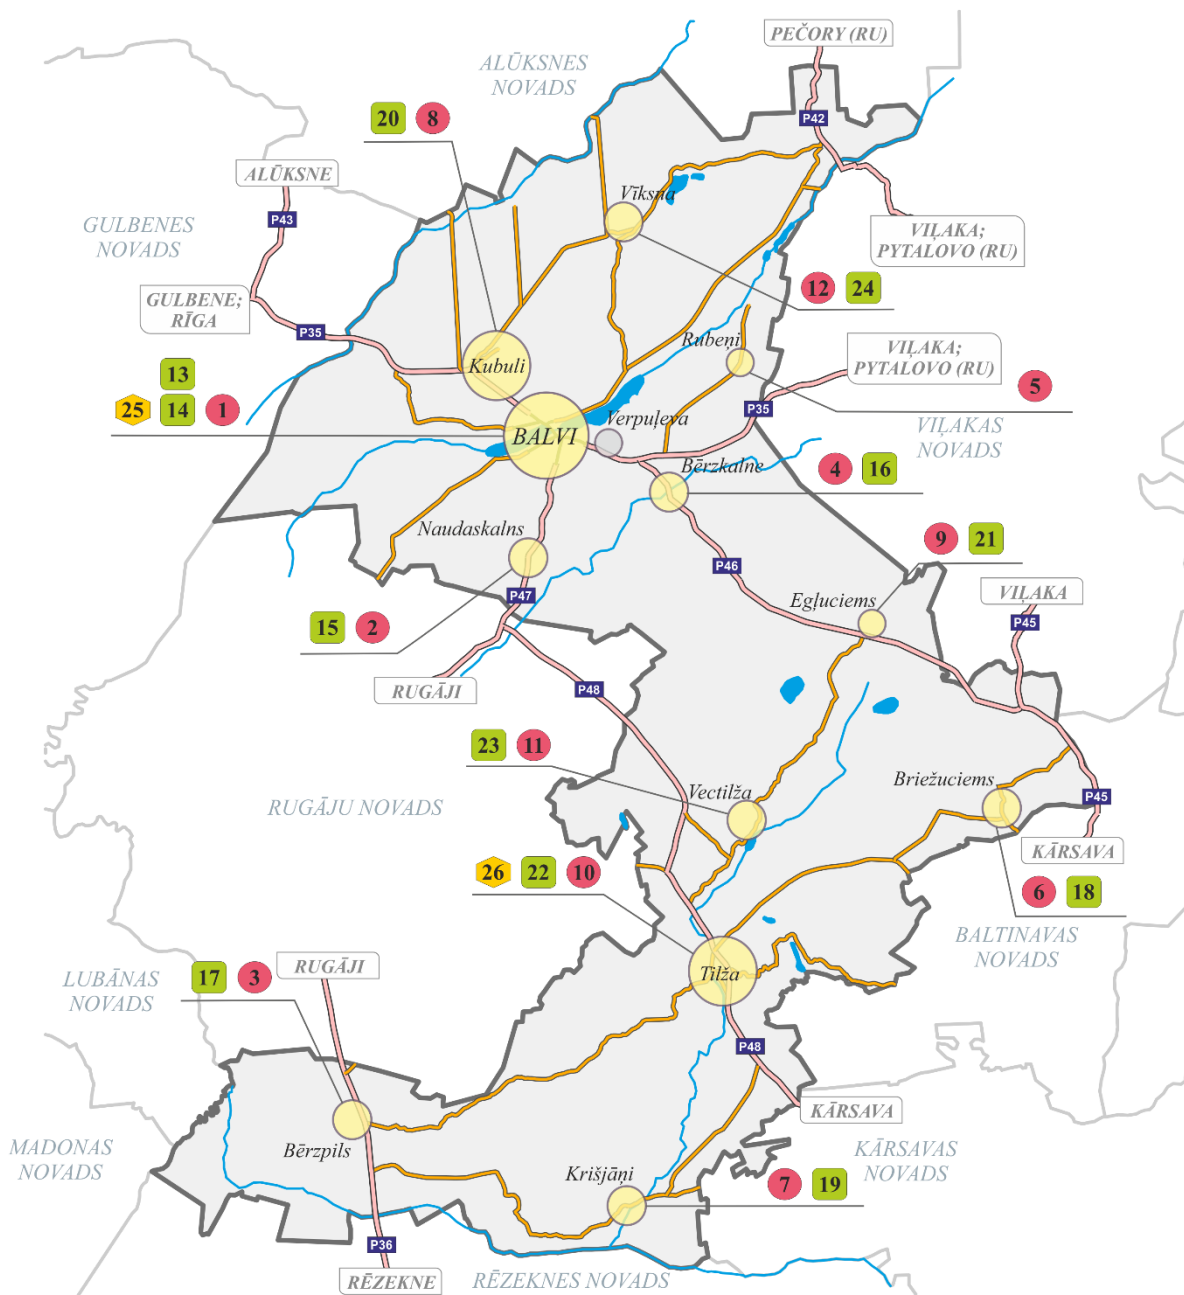 PEČORY (RU)
ALŪKSNES
NOVADS
20 8
P42
ALŪKSNE
Vīksna
P43
GULBENES
NOVADS
VIĻAKA;
PYTALOVO (RU)
12 24
GULBENE;
RĪGA
P35
Rubeņi
VIĻAKA;
PYTALOVO (RU)
Kubuli
13
5
25 14 1
P35
Verpuļeva
VIĻAKAS
NOVADS
BALVI
Bērzkalne
4 16
Naudaskalns
9 21
P46
P47
Egļuciems
VIĻAKA
15 2
P45
RUGĀJI
P48
23 11
Briežuciems
Vectilža
RUGĀJU NOVADS
P45
KĀRSAVA
26 22 10
6 18
BALTINAVAS
NOVADS
RUGĀJI
LUBĀNAS
NOVADS
17 3
Tilža
P48
KĀRSAVA
MADONAS
NOVADS
Bērzpils
KĀRSAVAS
NOVADS
Krišjāņi
7 19
P36
RĒZEKNE
RĒZEKNES NOVADS